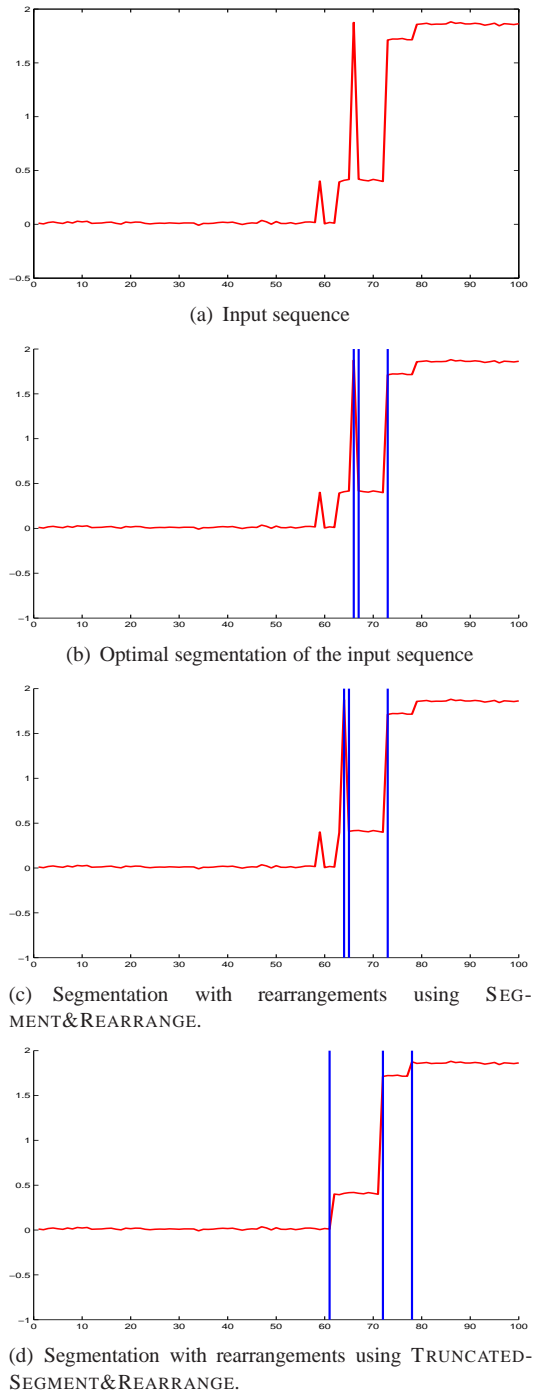 2
1.5
1
0.5
0
−0.5
0 10 20 30 40 50 60 70 80 90 100
(a) Input sequence
2
1.5
1
0.5
0
−0.5
−1
0 10 20 30 40 50 60 70 80 90 100
(b) Optimal segmentation of the input sequence
2
1.5
1
0.5
0
−0.5
−1
0 10 20 30 40 50 60 70 80 90 100
(c) Segmentation with rearrangements using SEG-
MENT&REARRANGE.
2
1.5
1
0.5
0
−0.5
−1
0 10 20 30 40 50 60 70 80 90 100
(d) Segmentation with rearrangements using TRUNCATED-
SEGMENT&REARRANGE.